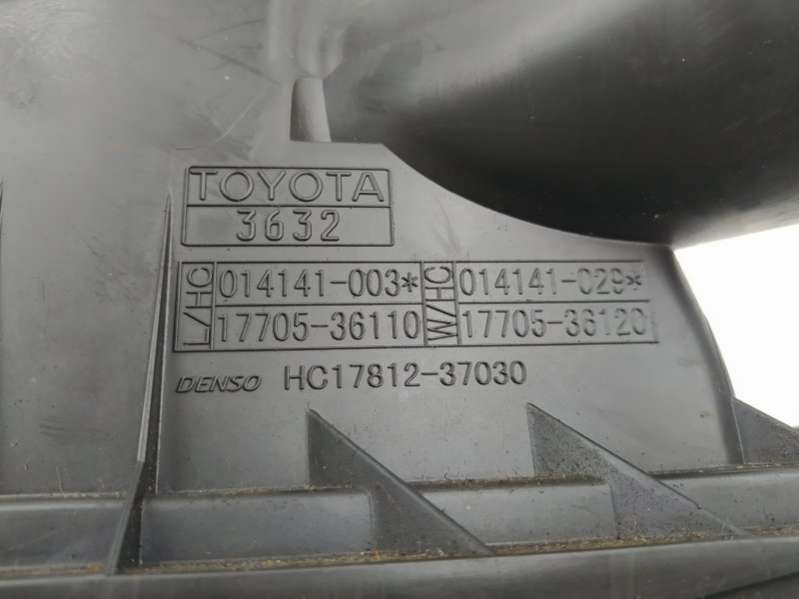 TOYOTA
3632
L/HC 014141-003* W/HC 014141-029*
17705-36110 17705-36120
DENSO HC17812-37030